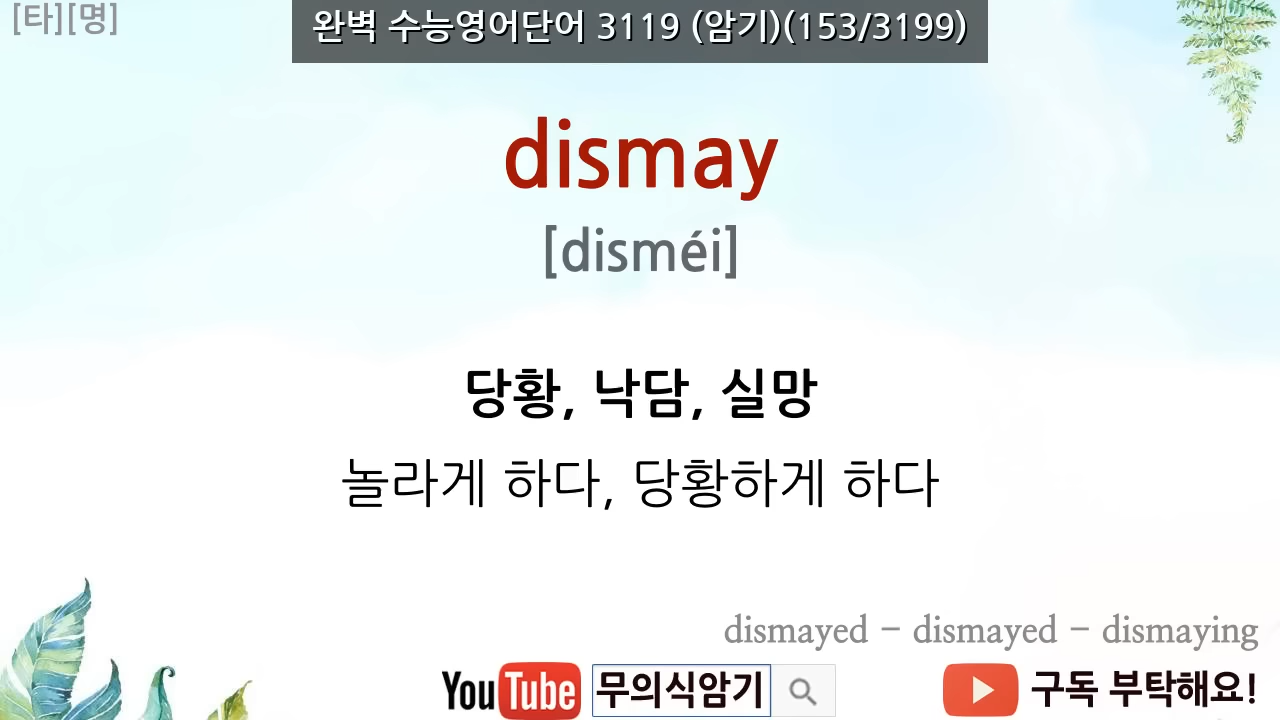 [타][명]
완벽 수능영어단어 3119 (암기)(153/3199)
dismay
[disméi]
당황, 낙담, 실망
놀라게 하다, 당황하게 하다
dismayed - dismayed - dismaying
YouTube 무의식암기 구독 부탁해요!